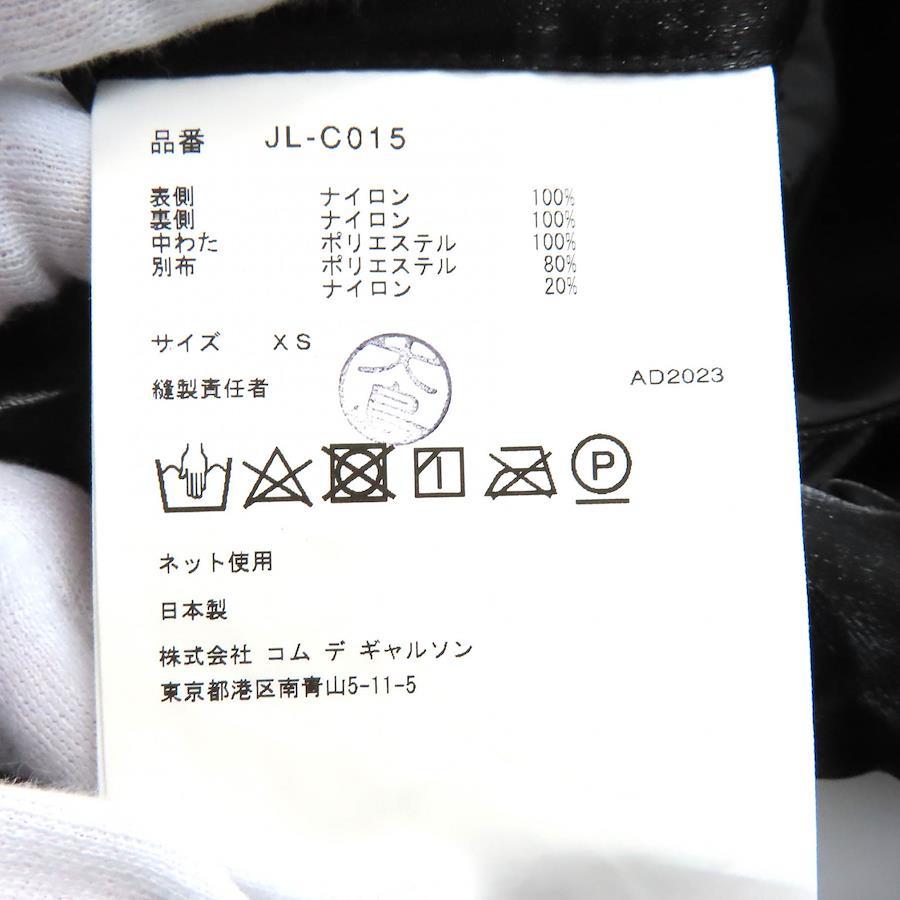 品番 JL-C015
表側 ナイロン 100%
裏側 ナイロン 100%
中わた ポリエステル 100%
別布 ポリエステル 80%
ナイロン 20%
サイズ XS
縫製責任者 大島
AD2023
P
ネット使用
日本製
株式会社 コム デ ギャルソン
東京都港区南青山5-11-5